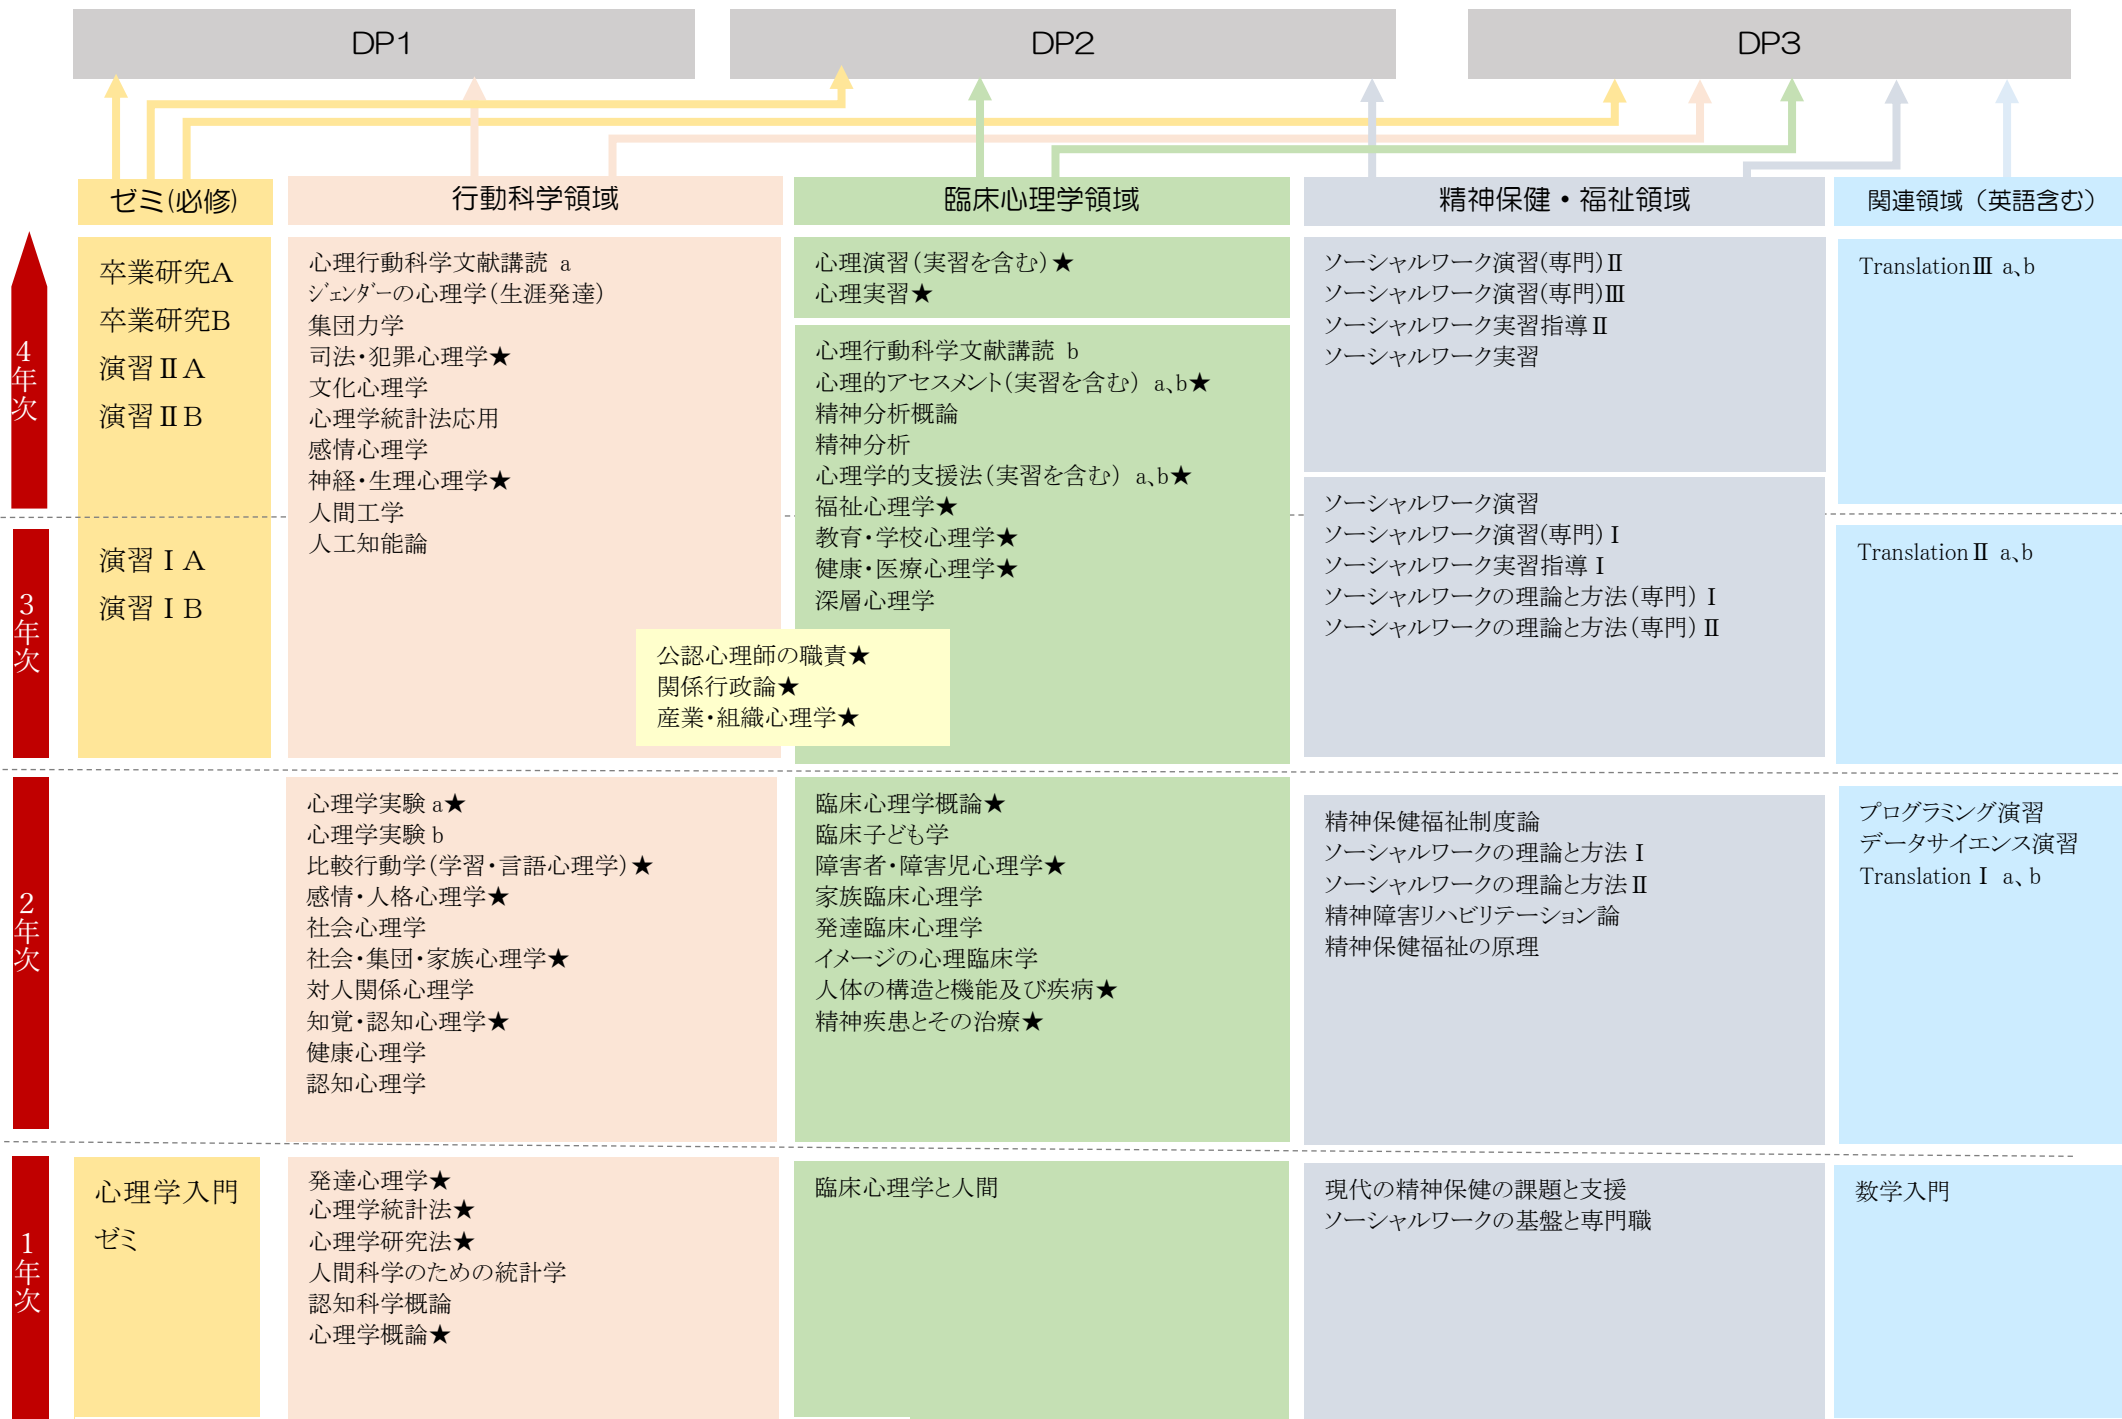 DP1
DP2
DP3
ゼミ(必修)
行動科学領域
臨床心理学領域
精神保健・福祉領域
関連領域（英語含む）
4年次
卒業研究A
卒業研究B
演習ⅡA
演習ⅡB
心理行動科学文献講読 a
ジェンダーの心理学(生涯発達)
集団力学
司法・犯罪心理学★
文化心理学
心理学統計法応用
感情心理学
神経・生理心理学★
人間工学
人工知能論
心理演習(実習を含む)★
心理実習★
心理行動科学文献講読 b
心理的アセスメント(実習を含む) a、b★
精神分析概論
精神分析
心理学的支援法(実習を含む) a、b★
福祉心理学★
教育・学校心理学★
健康・医療心理学★
深層心理学
ソーシャルワーク演習(専門)Ⅱ
ソーシャルワーク演習(専門)Ⅲ
ソーシャルワーク実習指導Ⅱ
ソーシャルワーク実習
TranslationⅢ a、b
3年次
演習ⅠA
演習ⅠB
公認心理師の職責★
関係行政論★
産業・組織心理学★
ソーシャルワーク演習
ソーシャルワーク演習(専門)Ⅰ
ソーシャルワーク実習指導Ⅰ
ソーシャルワークの理論と方法(専門)Ⅰ
ソーシャルワークの理論と方法(専門)Ⅱ
TranslationⅡ a、b
2年次
心理学実験a★
心理学実験b
比較行動学(学習・言語心理学)★
感情・人格心理学★
社会心理学
社会・集団・家族心理学★
対人関係心理学
知覚・認知心理学★
健康心理学
認知心理学
臨床心理学概論★
臨床子ども学
障害者・障害児心理学★
家族臨床心理学
発達臨床心理学
イメージの心理臨床学
人体の構造と機能及び疾病★
精神疾患とその治療★
精神保健福祉制度論
ソーシャルワークの理論と方法Ⅰ
ソーシャルワークの理論と方法Ⅱ
精神障害リハビリテーション論
精神保健福祉の原理
プログラミング演習
データサイエンス演習
TranslationⅠ a、b
1年次
心理学入門
ゼミ
発達心理学★
心理学統計法★
心理学研究法★
人間科学のための統計学
認知科学概論
心理学概論★
臨床心理学と人間
現代の精神保健の課題と支援
ソーシャルワークの基盤と専門職
数学入門